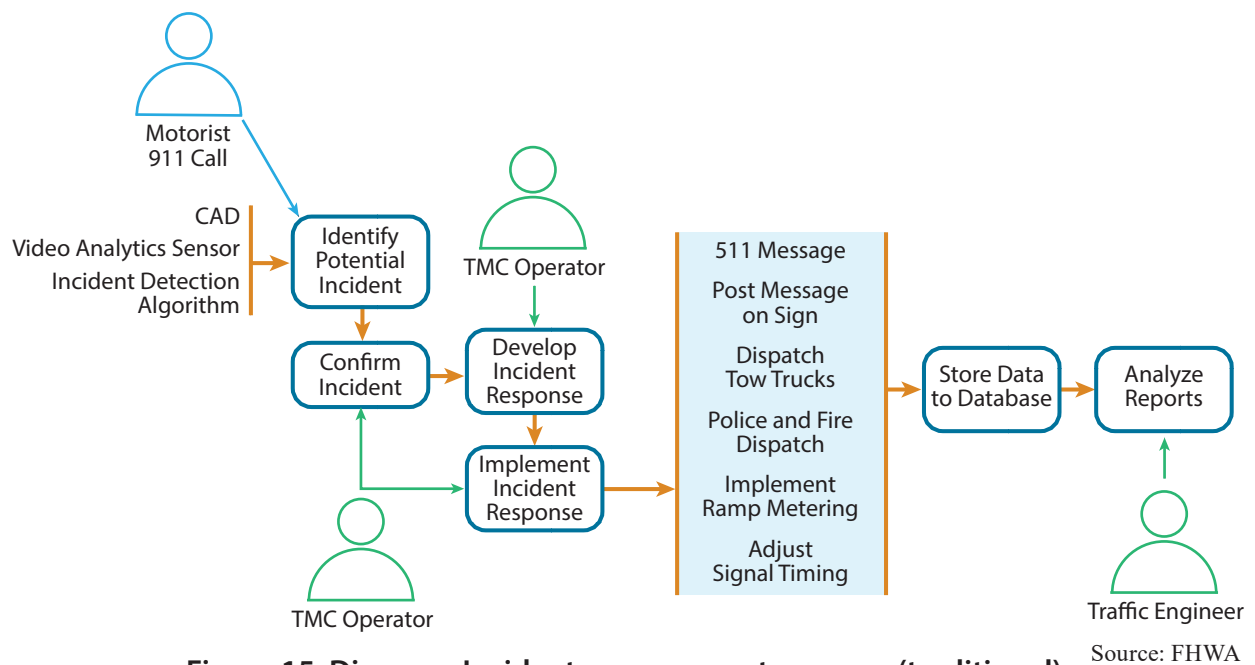 Motorist
911 Call
CAD
Video Analytics Sensor
Incident Detection
Algorithm
Identify
Potential
Incident
TMC Operator
Confirm
Incident
Develop
Incident
Response
Implement
Incident
Response
TMC Operator
511 Message
Post Message
on Sign
Dispatch
Tow Trucks
Police and Fire
Dispatch
Implement
Ramp Metering
Adjust
Signal Timing
Store Data
to Database
Analyze
Reports
Traffic Engineer
Source: FHWA